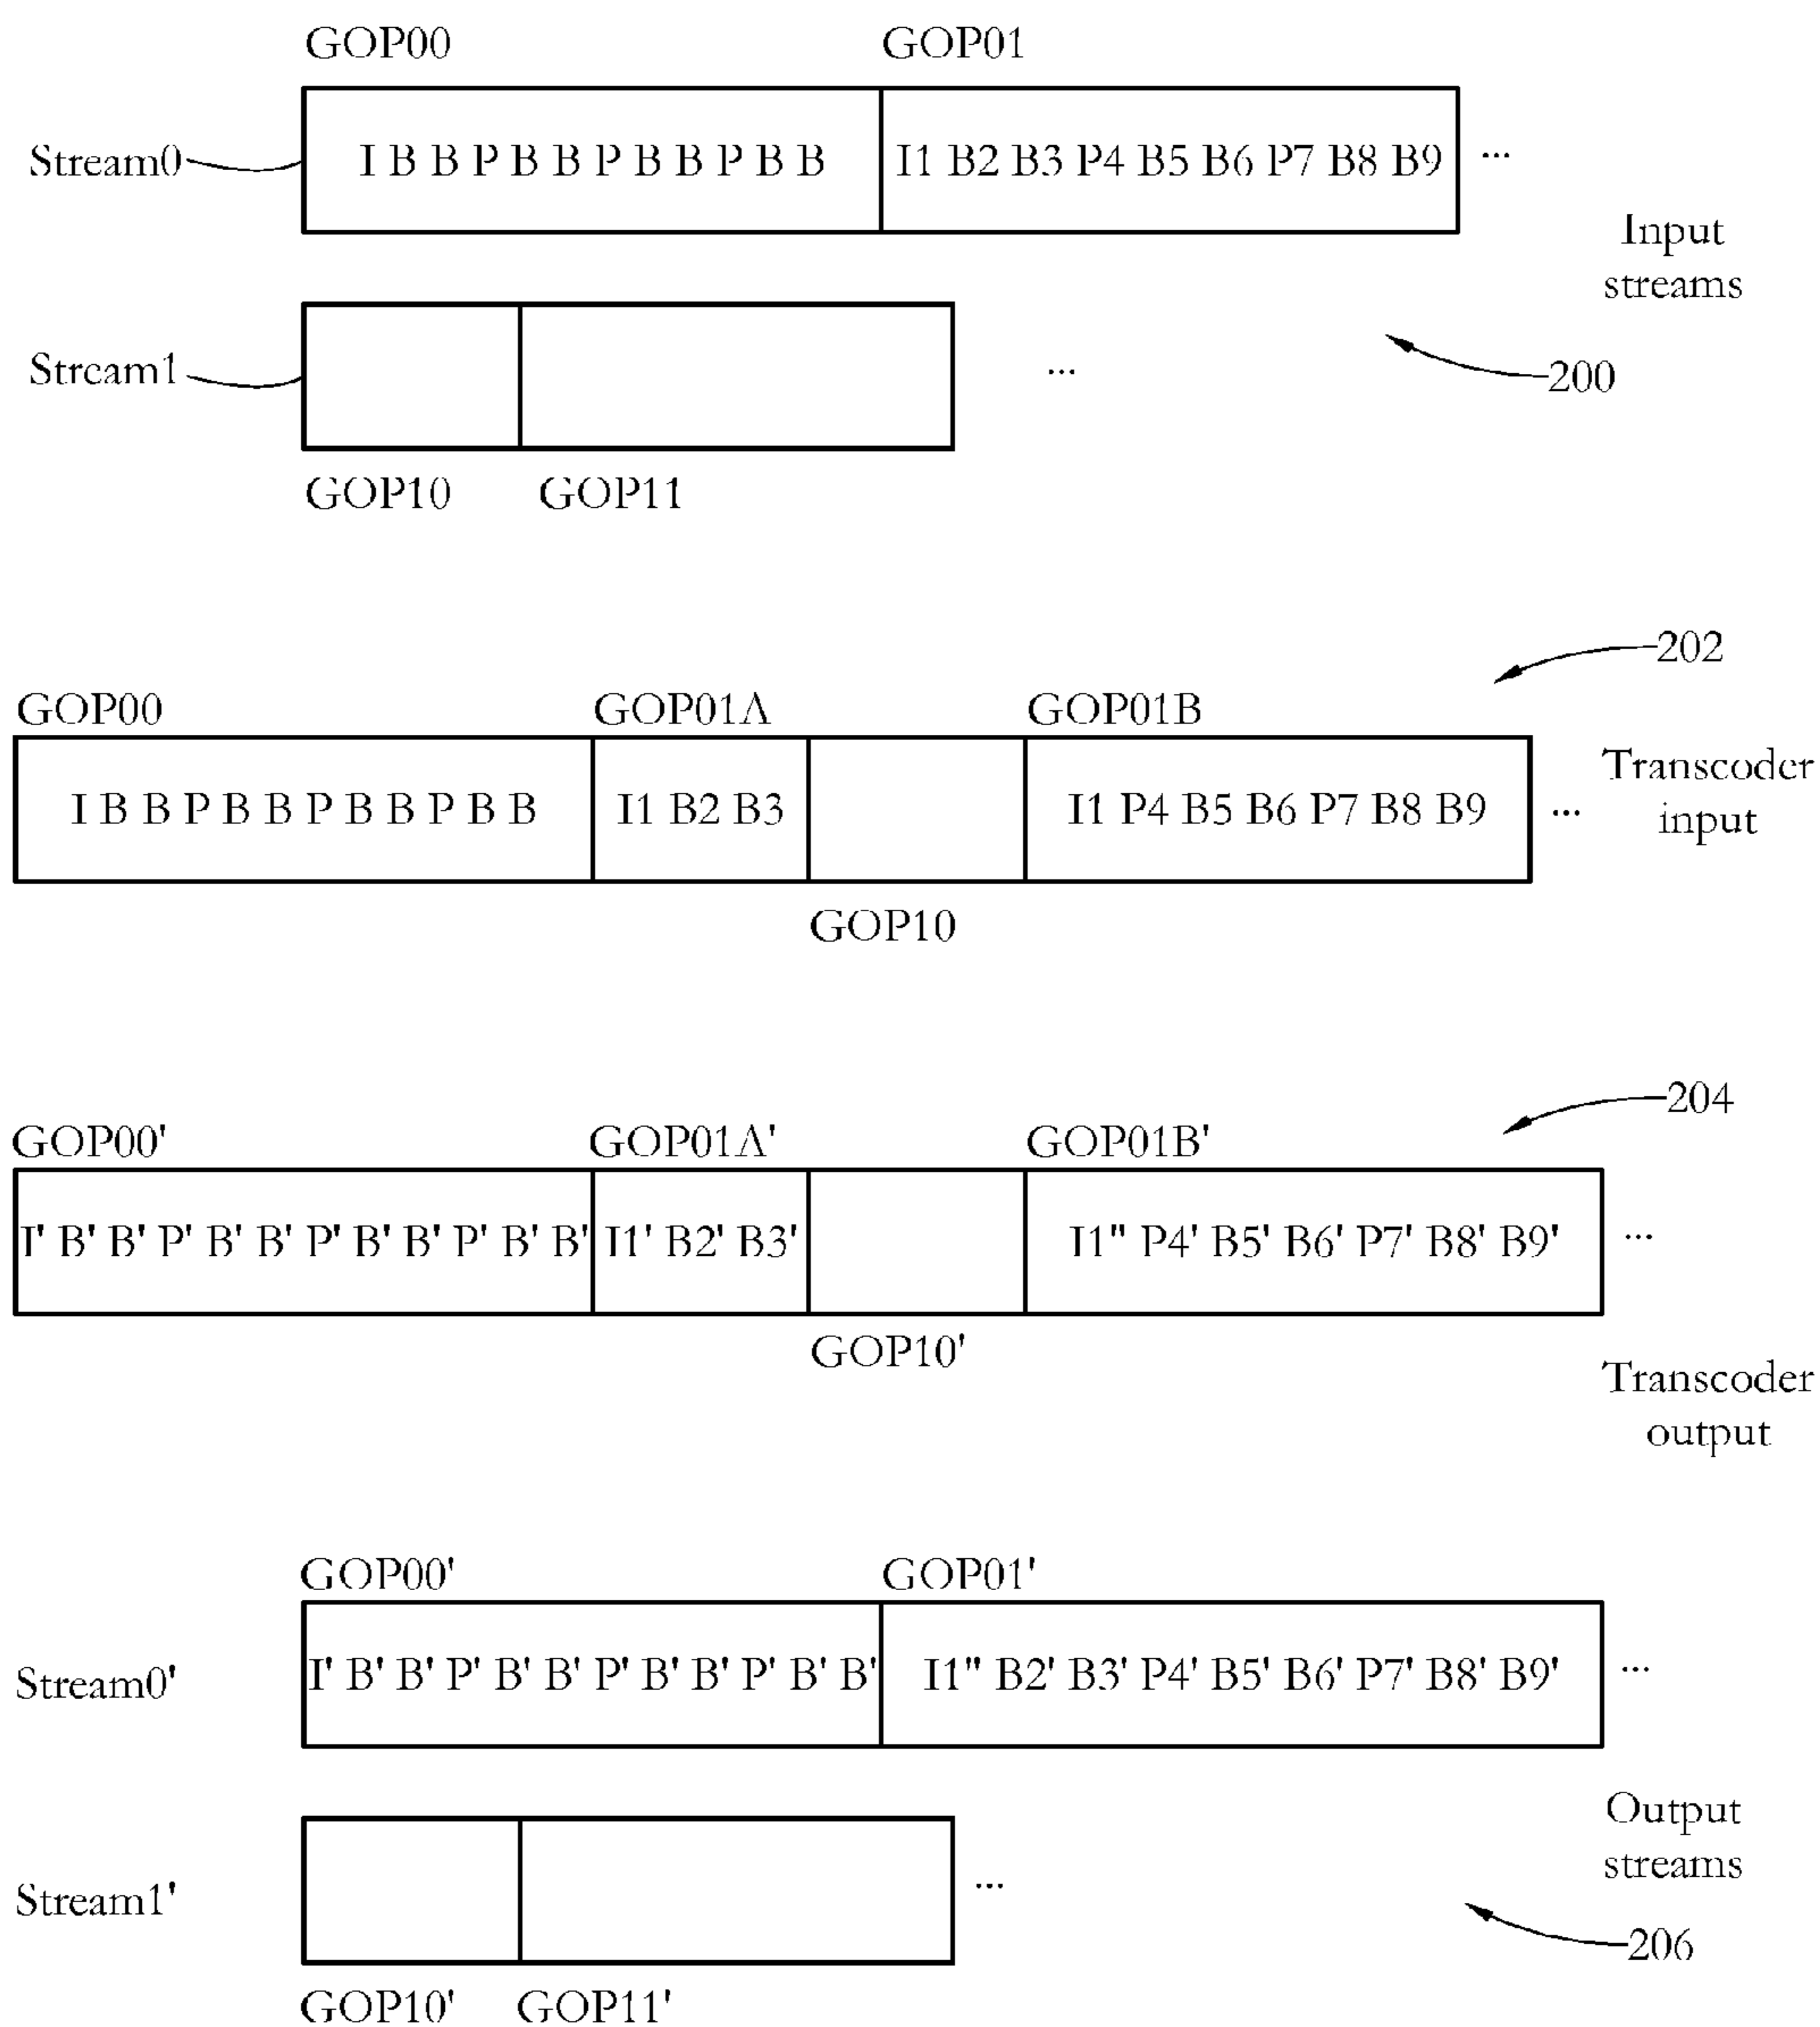 GOP00 GOP01
Stream0 I B B P B B P B B P B B I1 B2 B3 P4 B5 B6 P7 B8 B9 ...
Input
streams
Stream1 ...
200
GOP10 GOP11
202
GOP00 GOP01A GOP01B
I B B P B B P B B P B B I1 B2 B3 I1 P4 B5 B6 P7 B8 B9 ...
Transcoder
input
GOP10
204
GOP00' GOP01A' GOP01B'
I' B' B' P' B' B' P' B' B' P' B' B' I1' B2' B3' I1" P4' B5' B6' P7' B8' B9' ...
GOP10'
Transcoder
output
GOP00' GOP01'
Stream0' I' B' B' P' B' B' P' B' B' P' B' B' I1" B2' B3' P4' B5' B6' P7' B8' B9' ...
Output
streams
Stream1' ...
206
GOP10' GOP11'